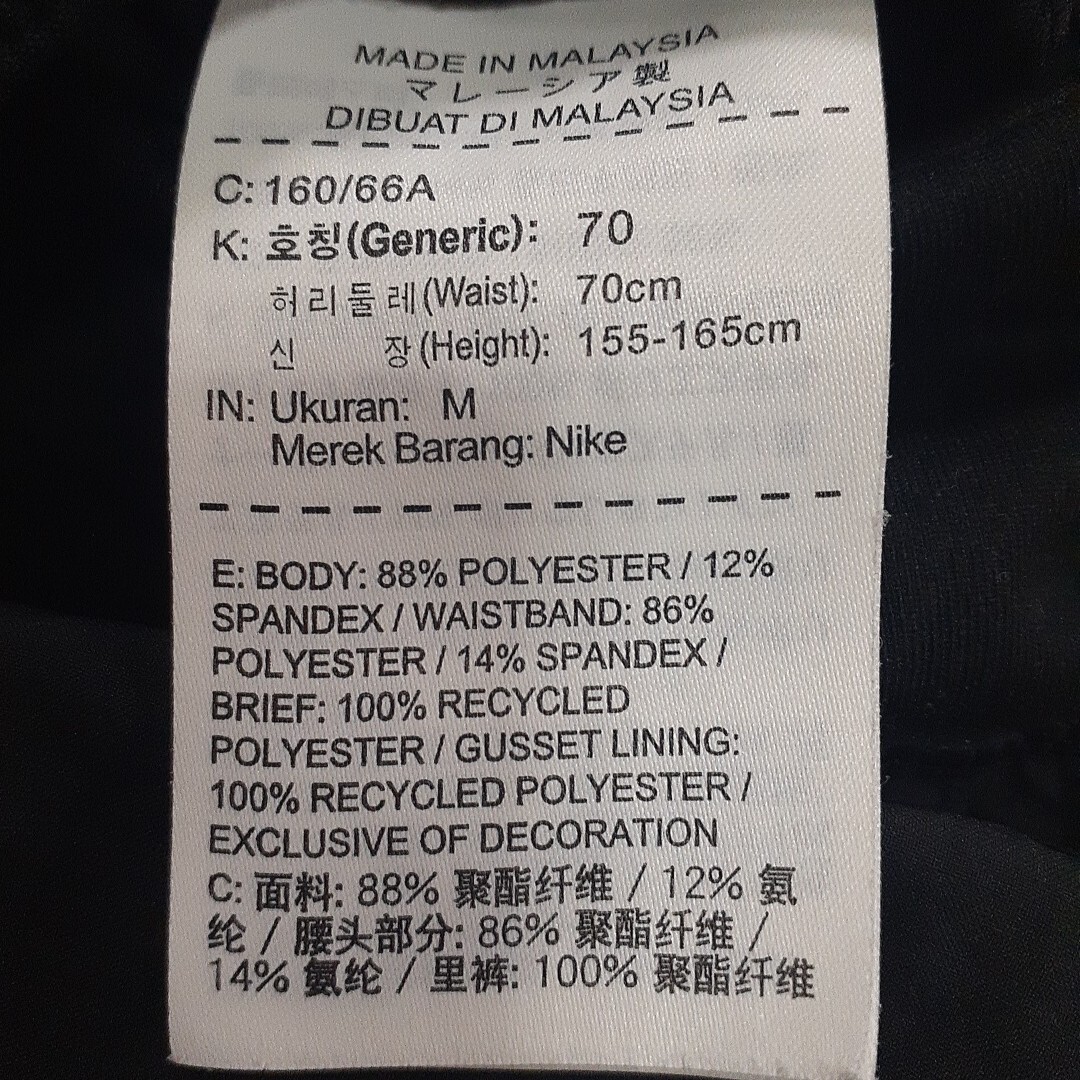 MADE IN MALAYSIA
マレーシア製
DIBUAT DI MALAYSIA
C: 160/66A
K: 호칭(Generic): 70
허리둘레(Waist): 70cm
신 장(Height): 155-165cm
IN: Ukuran: M
Merek Barang: Nike
E: BODY: 88% POLYESTER / 12%
SPANDEX / WAISTBAND: 86%
POLYESTER / 14% SPANDEX /
BRIEF: 100% RECYCLED
POLYESTER / GUSSET LINING:
100% RECYCLED POLYESTER /
EXCLUSIVE OF DECORATION
C: 面料: 88% 聚酯纤维 / 12% 氨
纶 / 腰头部分: 86% 聚酯纤维 /
14% 氨纶 / 里裤: 100% 聚酯纤维